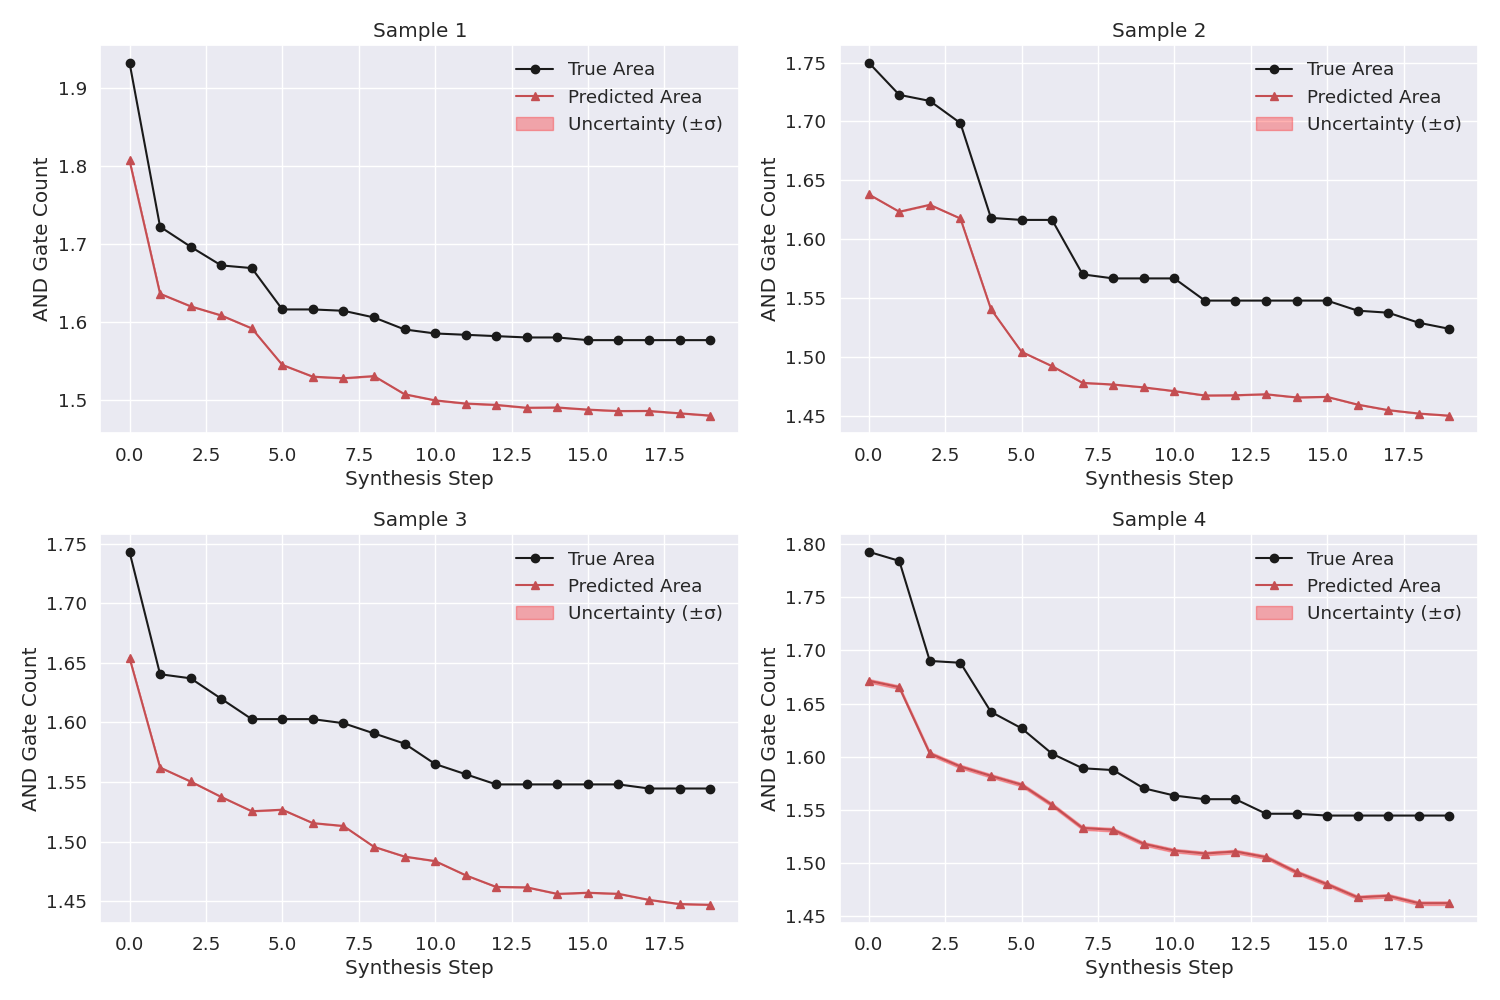 Sample 1
AND Gate Count
1.9
1.8
1.7
1.6
1.5
True Area
Predicted Area
Uncertainty (±σ)
0.0 2.5 5.0 7.5 10.0 12.5 15.0 17.5
Synthesis Step
Sample 2
AND Gate Count
1.75
1.70
1.65
1.60
1.55
1.50
1.45
True Area
Predicted Area
Uncertainty (±σ)
0.0 2.5 5.0 7.5 10.0 12.5 15.0 17.5
Synthesis Step
Sample 3
AND Gate Count
1.75
1.70
1.65
1.60
1.55
1.50
1.45
True Area
Predicted Area
Uncertainty (±σ)
0.0 2.5 5.0 7.5 10.0 12.5 15.0 17.5
Synthesis Step
Sample 4
AND Gate Count
1.80
1.75
1.70
1.65
1.60
1.55
1.50
1.45
True Area
Predicted Area
Uncertainty (±σ)
0.0 2.5 5.0 7.5 10.0 12.5 15.0 17.5
Synthesis Step